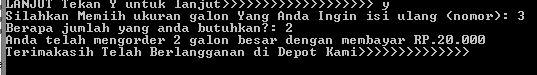 LANJUT Tekan Y untuk lanjut>>>>>>>>>>>>>>>>>>> y
Silahkan Memiih ukuran galon Yang Anda Ingin isi ulang (nomor): 3
Berapa jumlah yang anda butuhkan?: 2
Anda telah mengorder 2 galon besar dengan membayar RP.20.000
Terimakasih Telah Berlangganan di Depot Kami>>>>>>>>>>>>>>